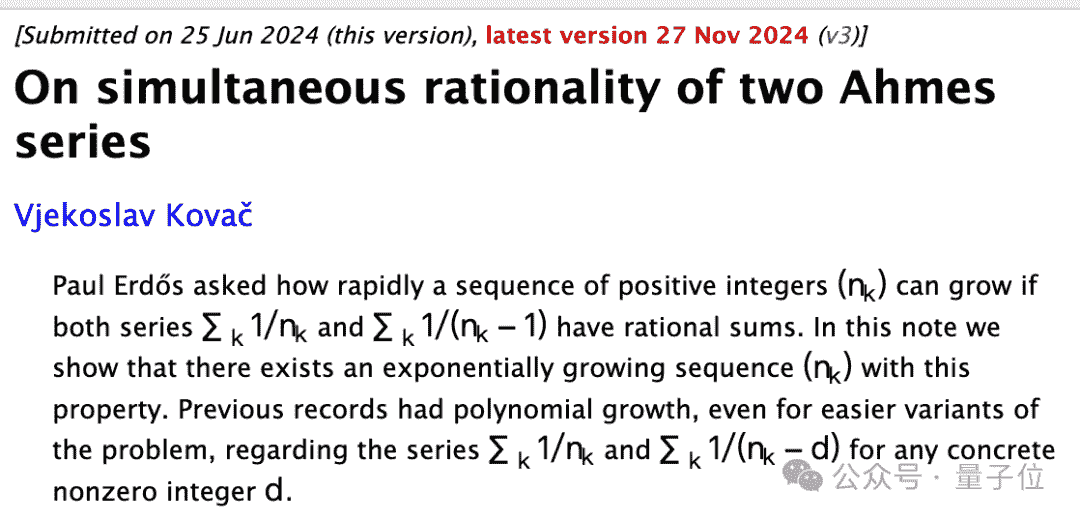 [Submitted on 25 Jun 2024 (this version), latest version 27 Nov 2024 (v3)]
On simultaneous rationality of two Ahmes
series
Vjekoslav Kovač
Paul Erdős asked how rapidly a sequence of positive integers (nₖ) can grow if
both series ∑ₖ 1/nₖ and ∑ₖ 1/(nₖ − 1) have rational sums. In this note we
show that there exists an exponentially growing sequence (nₖ) with this
property. Previous records had polynomial growth, even for easier variants of
the problem, regarding the series ∑ₖ 1/nₖ and ∑ₖ 1/(nₖ − d) for any concrete
nonzero integer d.
公众号 · 量子位